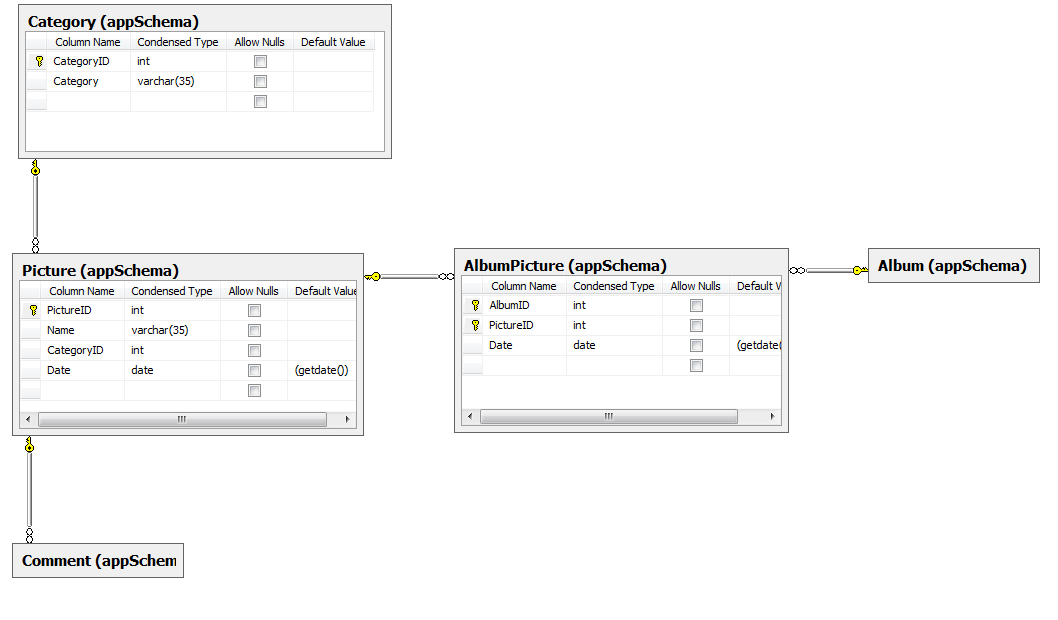 Category (appSchema)
Column Name Condensed Type Allow Nulls Default Value
CategoryID int
Category varchar(35)
Picture (appSchema)
Column Name Condensed Type Allow Nulls Default Value
PictureID int
Name varchar(35)
CategoryID int
Date date (getdate())
AlbumPicture (appSchema)
Column Name Condensed Type Allow Nulls Default V
AlbumID int
PictureID int
Date date (getdate(
Album (appSchema)
Comment (appSchem